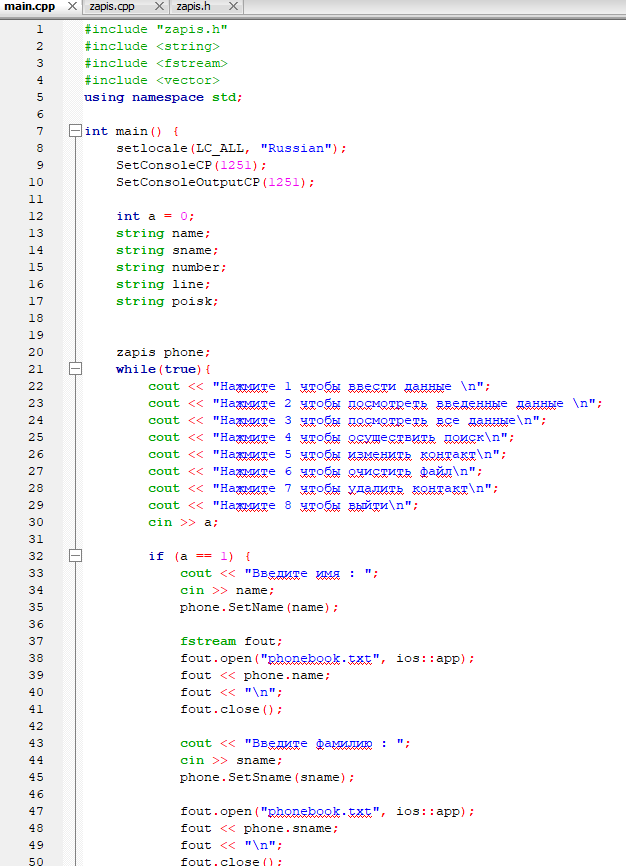 main.cpp zapis.cpp zapis.h
1 #include "zapis.h"
2 #include <string>
3 #include <fstream>
4 #include <vector>
5 using namespace std;
6
7 int main() {
8 setlocale(LC_ALL, "Russian");
9 SetConsoleCP(1251);
10 SetConsoleOutputCP(1251);
11
12 int a = 0;
13 string name;
14 string sname;
15 string number;
16 string line;
17 string poisk;
18
19
20 zapis phone;
21 while(true){
22 cout << "Нажмите 1 чтобы ввести данные \n";
23 cout << "Нажмите 2 чтобы посмотреть введенные данные \n";
24 cout << "Нажмите 3 чтобы посмотреть все данные\n";
25 cout << "Нажмите 4 чтобы осуществить поиск\n";
26 cout << "Нажмите 5 чтобы изменить контакт\n";
27 cout << "Нажмите 6 чтобы очистить файл\n";
28 cout << "Нажмите 7 чтобы удалить контакт\n";
29 cout << "Нажмите 8 чтобы выйти\n";
30 cin >> a;
31
32 if (a == 1) {
33 cout << "Введите имя : ";
34 cin >> name;
35 phone.SetName(name);
36
37 fstream fout;
38 fout.open("phonebook.txt", ios::app);
39 fout << phone.name;
40 fout << "\n";
41 fout.close();
42
43 cout << "Введите фамилию : ";
44 cin >> sname;
45 phone.SetSname(sname);
46
47 fout.open("phonebook.txt", ios::app);
48 fout << phone.sname;
49 fout << "\n";
50 fout.close();